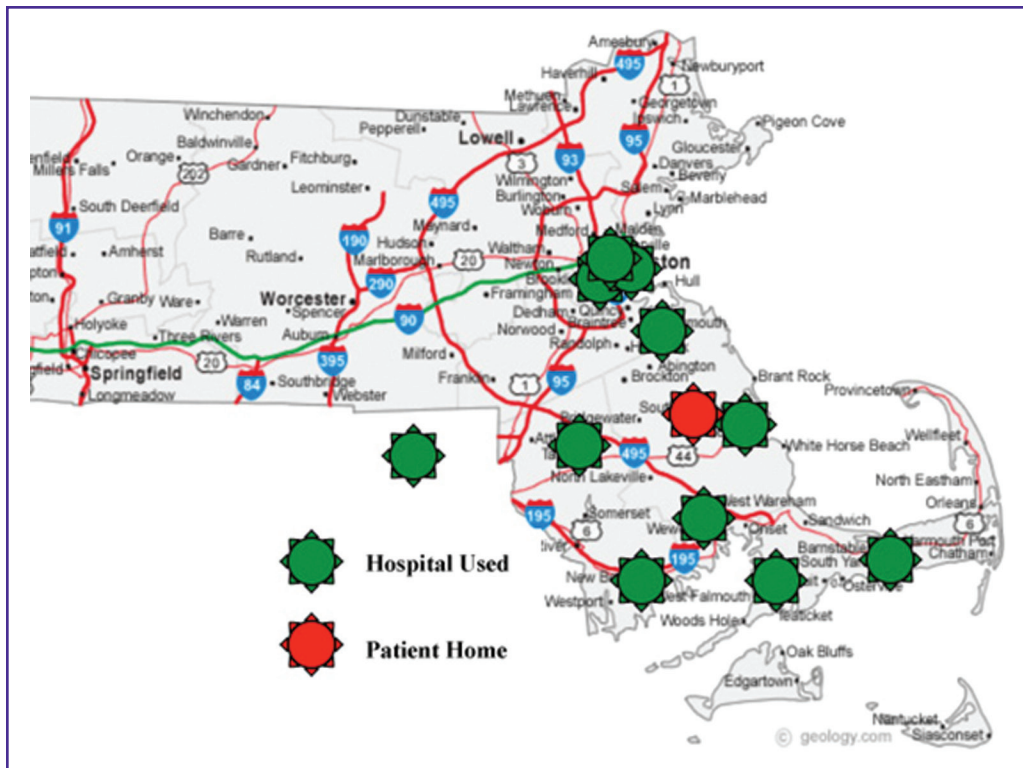 Amesbury
495
Newburyport
Haverhill
1
Methuen
Lawrence
Georgetown
Ipswich
Winchendon
Dunstable
Pepperell
Lowell
95
Pigeon Cove
Baldwinville
Gloucester
Orange
Gardner
Fitchburg
3
93
Danvers
Beverly
Millers Falls
202
Wilmington
Salem
Marblehead
Leominster
Burlington
Woburn
Lynn
South Deerfield
495
91
Barre
190
Maynard
Medford
Hudson
Waltham
Amherst
Rutland
Marlborough
20
Newton
290
Hull
Granby
Ware
Worcester
Framingham
Spencer
Dedham
Holyoke
Warren
90
Norwood
Braintree
Three Rivers
Auburn
Randolph
Chicopee
20
395
Milford
Abington
Springfield
84
Southbridge
Franklin
1
95
Brockton
Brant Rock
Longmeadow
Webster
Provincetown
Bridgewater
44
495
White Horse Beach
Wellfleet
North Lakeville
North Eastham
195
Somerset
West Wareham
Orleans
6
Onset
Sandwich
6
Barnstable
Chatham
195
Westport
West Falmouth
Osterville
Woods Hole
Teaticket
Hospital Used
Patient Home
Oak Bluffs
Edgartown
Nantucket
Siasconset
© geology.com